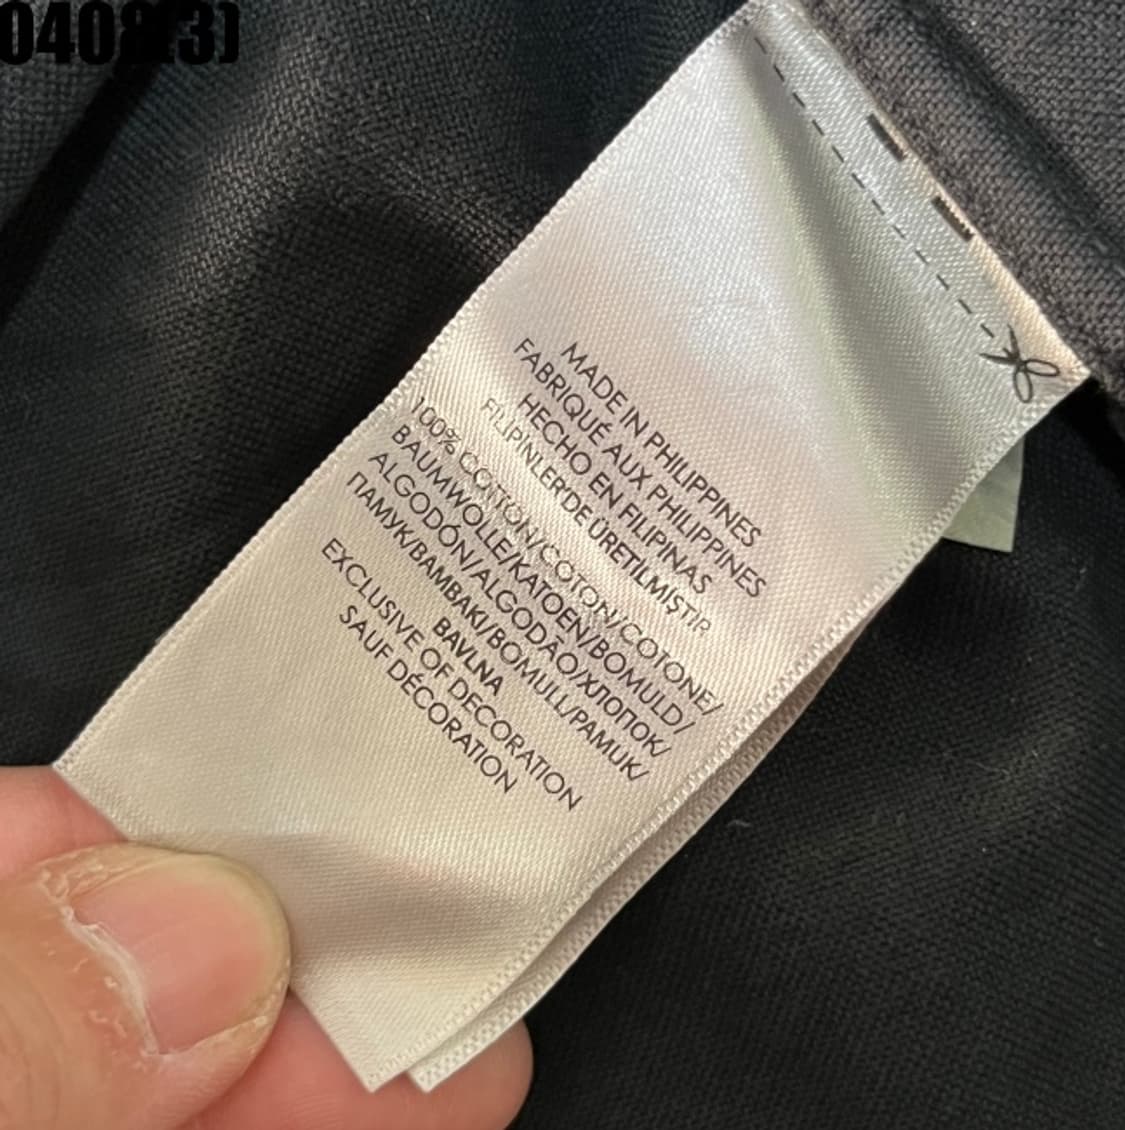 0408(3)
MADE IN PHILIPPINES
FABRIQUÉ AUX PHILIPPINES
HECHO EN FILIPINAS
FILIPINLER'DE ÜRETILMIŞTIR
100% COTTON/COTON/COTONE/
BAUMWOLLE/KATOEN/BOMULD/
ALGODÓN/ALGODÃO/ХЛОПОК/
ПАМУК/ΒΑΜΒΑΚΙ/BOMULL/PAMUK/
BAVLNA
EXCLUSIVE OF DECORATION
SAUF DÉCORATION